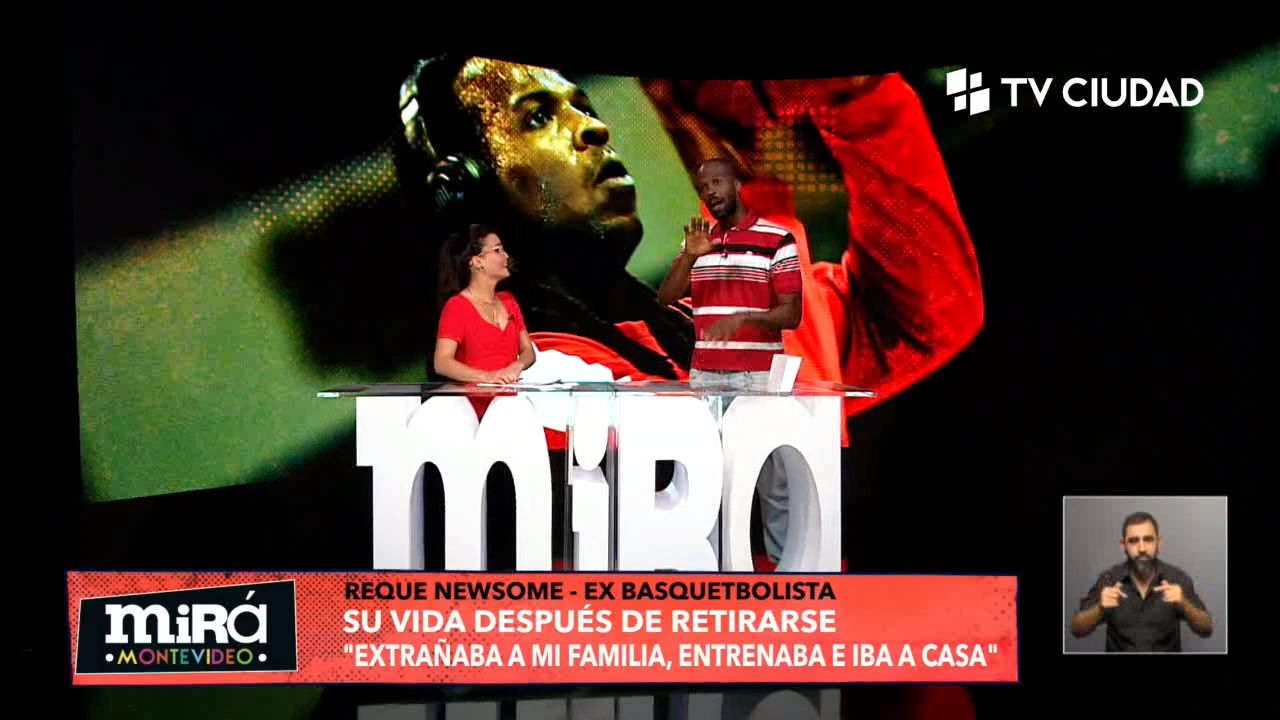 TV CIUDAD
miRá
REQUE NEWSOME - EX BASQUETBOLISTA
miRá
•MONTEVIDEO•
SU VIDA DESPUÉS DE RETIRARSE
"EXTRAÑABA A MI FAMILIA, ENTRENABA E IBA A CASA"